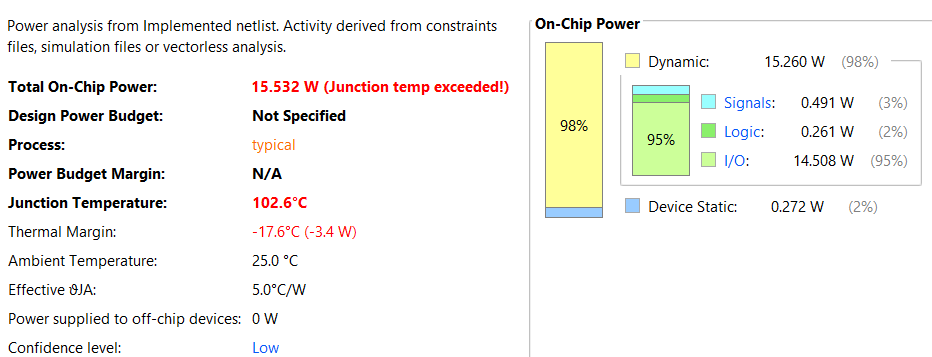 Power analysis from Implemented netlist. Activity derived from constraints
files, simulation files or vectorless analysis.
Total On-Chip Power: 15.532 W (Junction temp exceeded!)
Design Power Budget: Not Specified
Process: typical
Power Budget Margin: N/A
Junction Temperature: 102.6°C
Thermal Margin: -17.6°C (-3.4 W)
Ambient Temperature: 25.0 °C
Effective ϑJA: 5.0°C/W
Power supplied to off-chip devices: 0 W
Confidence level: Low
On-Chip Power
98%
Dynamic: 15.260 W (98%)
95%
Signals: 0.491 W (3%)
Logic: 0.261 W (2%)
I/O: 14.508 W (95%)
Device Static: 0.272 W (2%)